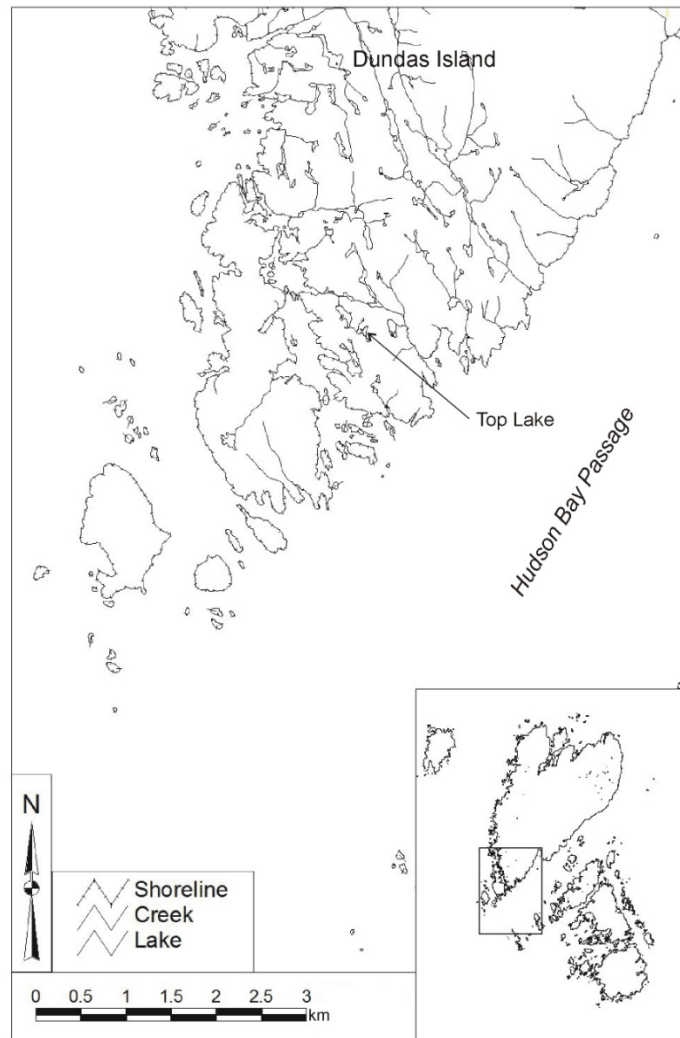 Dundas Island
Top Lake
Hudson Bay Passage
N
Shoreline
Creek
Lake
0 0.5 1 1.5 2 2.5 3
km